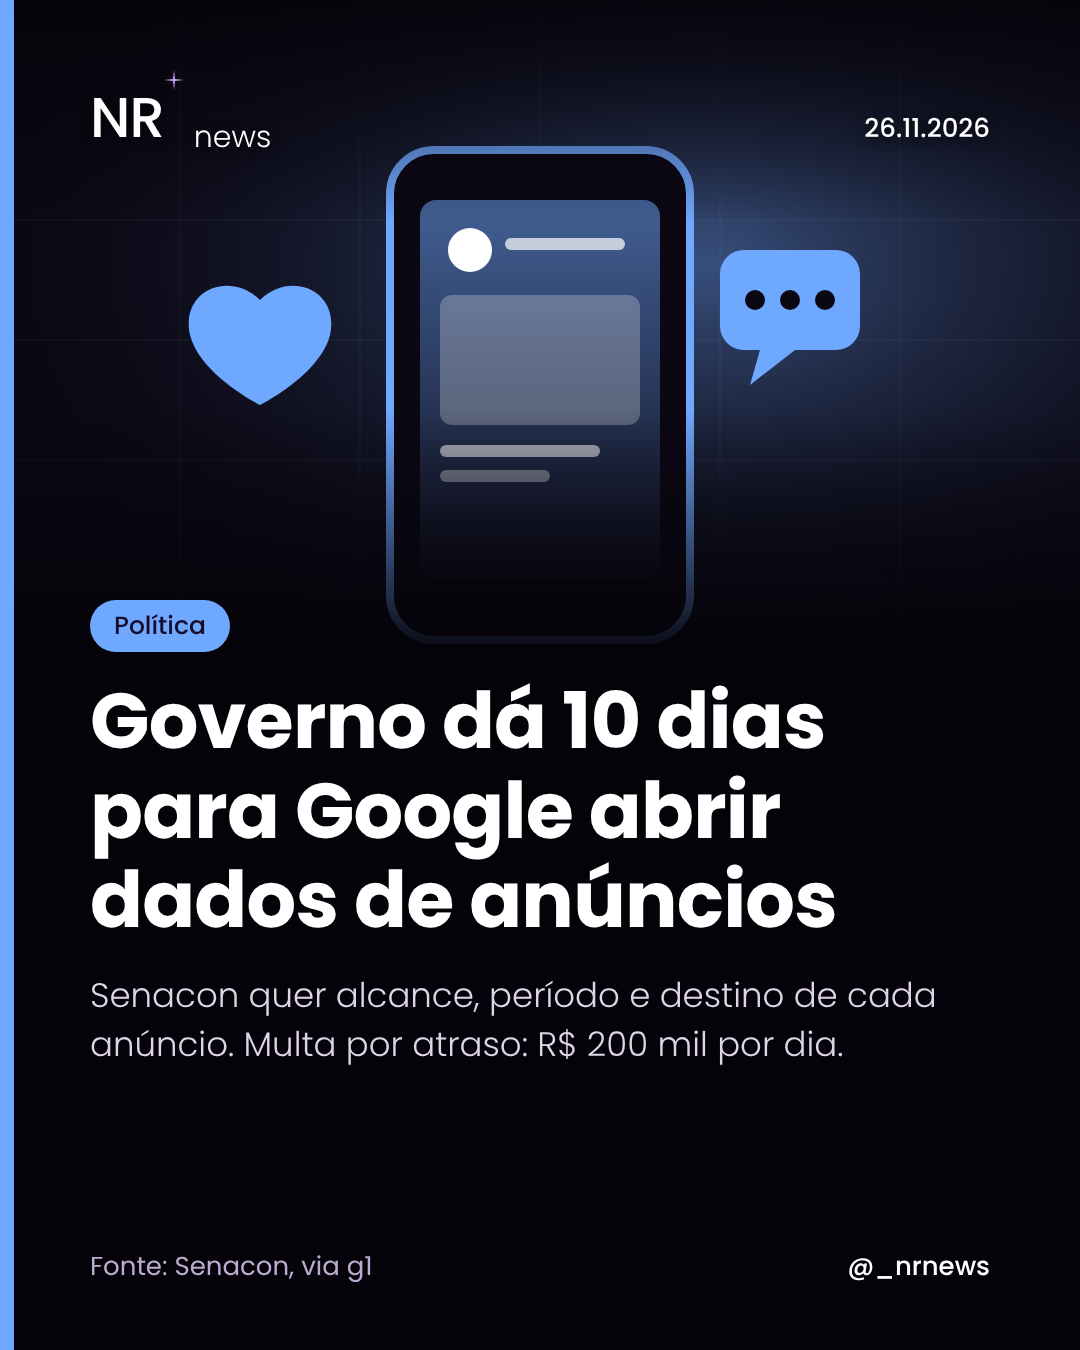 NR
news
26.11.2026
Política
Governo dá 10 dias
para Google abrir
dados de anúncios
Senacon quer alcance, período e destino de cada
anúncio. Multa por atraso: R$ 200 mil por dia.
Fonte: Senacon, via g1
@_nrnews